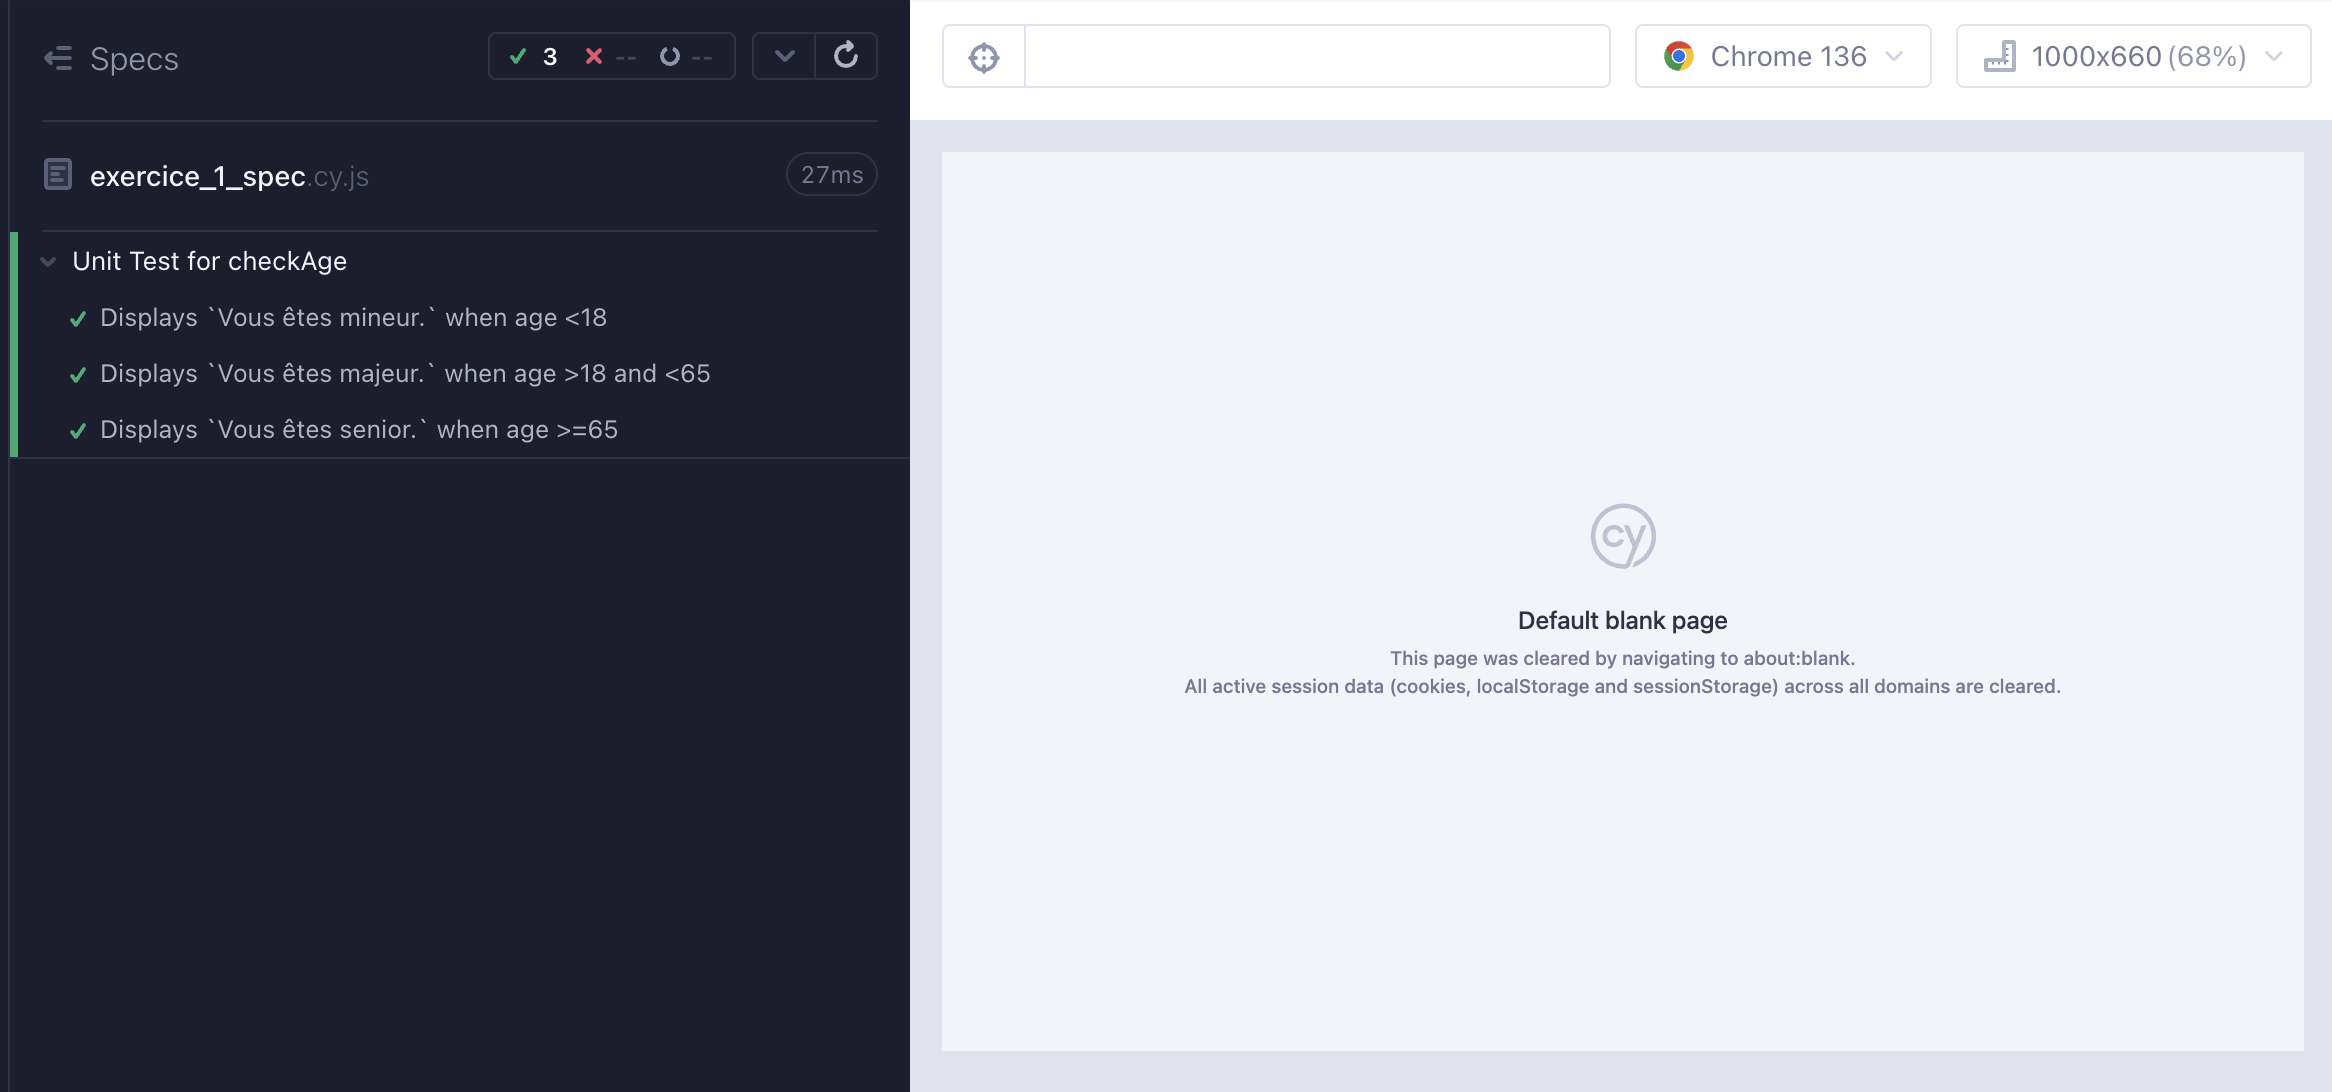 Specs
3 -- --
exercice_1_spec.cy.js
27ms
Unit Test for checkAge
Displays `Vous êtes mineur.` when age <18
Displays `Vous êtes majeur.` when age >18 and <65
Displays `Vous êtes senior.` when age >=65
Chrome 136
1000x660 (68%)
cy
Default blank page
This page was cleared by navigating to about:blank.
All active session data (cookies, localStorage and sessionStorage) across all domains are cleared.